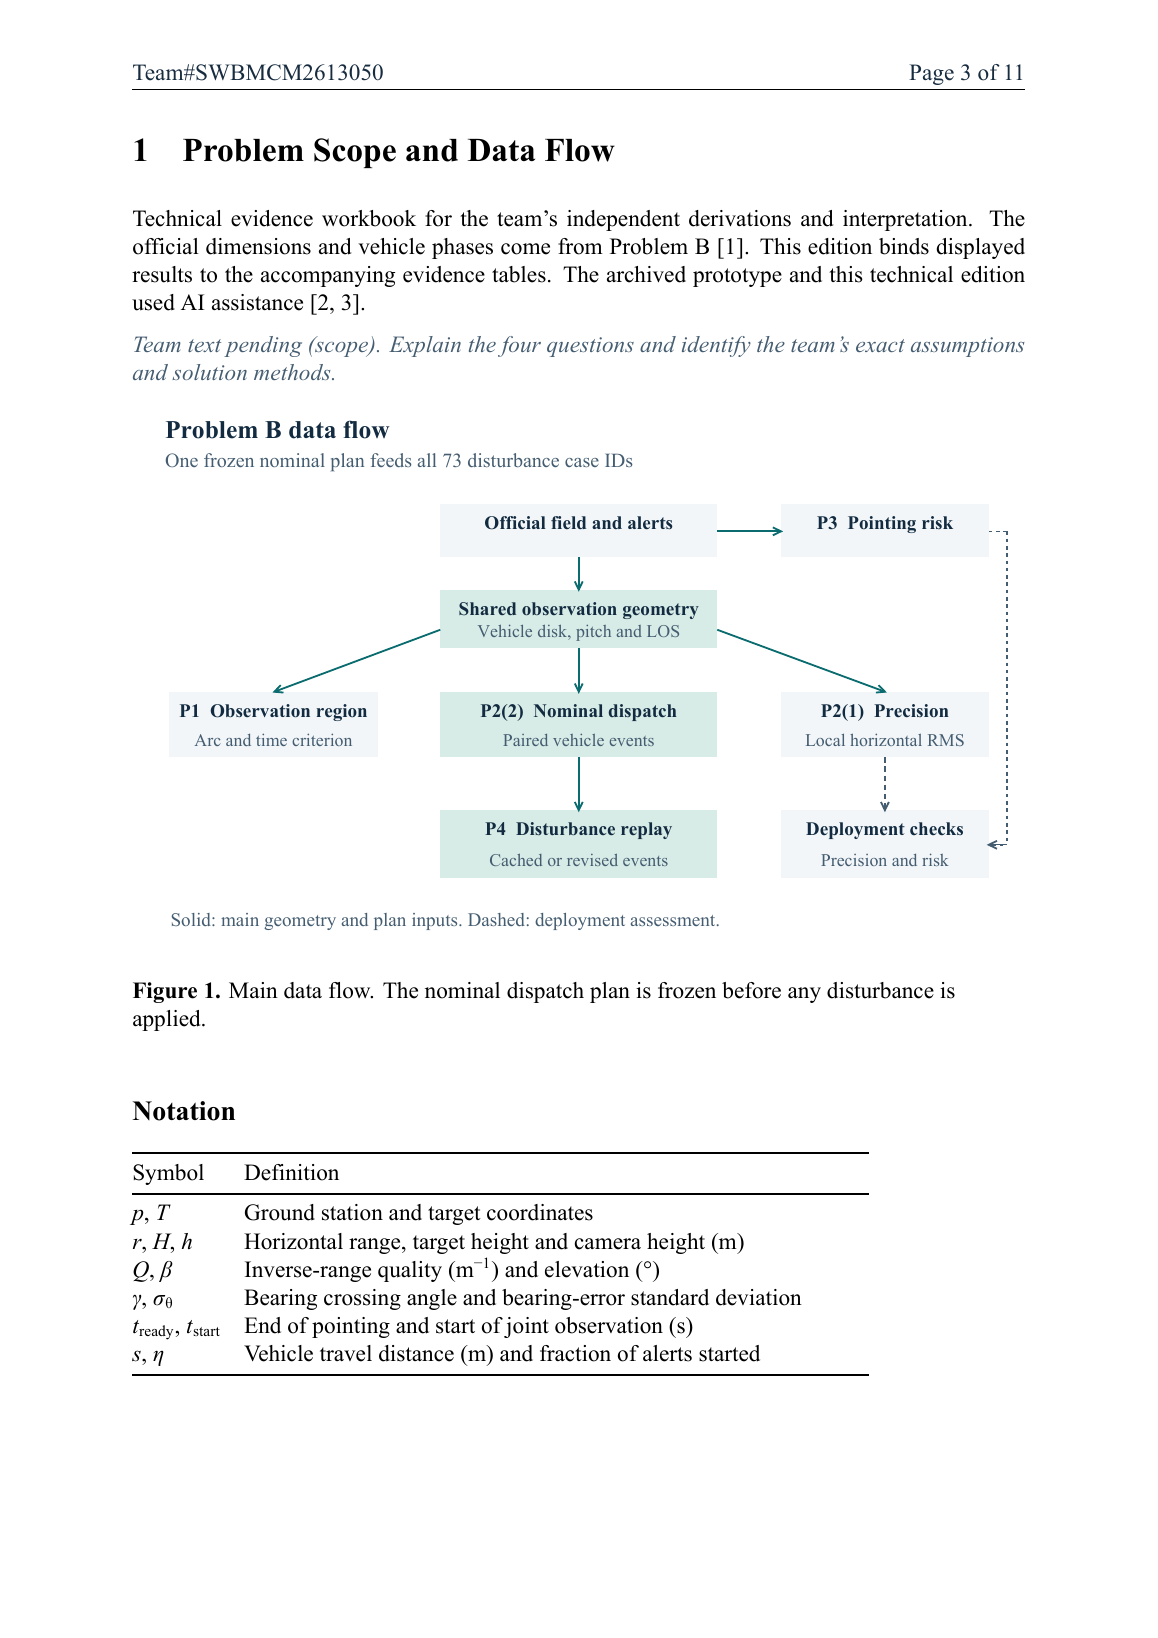 Team#SWBMCM2613050
Page 3 of 11
1 Problem Scope and Data Flow
Technical evidence workbook for the team’s independent derivations and interpretation. The
official dimensions and vehicle phases come from Problem B [1]. This edition binds displayed
results to the accompanying evidence tables. The archived prototype and this technical edition
used AI assistance [2, 3].
Team text pending (scope). Explain the four questions and identify the team’s exact assumptions
and solution methods.
Problem B data flow
One frozen nominal plan feeds all 73 disturbance case IDs
Official field and alerts
P3 Pointing risk
Shared observation geometry
Vehicle disk, pitch and LOS
P1 Observation region
Arc and time criterion
P2(2) Nominal dispatch
Paired vehicle events
P2(1) Precision
Local horizontal RMS
P4 Disturbance replay
Cached or revised events
Deployment checks
Precision and risk
Solid: main geometry and plan inputs. Dashed: deployment assessment.
Figure 1. Main data flow. The nominal dispatch plan is frozen before any disturbance is
applied.
Notation
Symbol Definition
p, T Ground station and target coordinates
r, H, h Horizontal range, target height and camera height (m)
Q, β Inverse-range quality (m⁻¹) and elevation (°)
γ, σθ Bearing crossing angle and bearing-error standard deviation
tready, tstart End of pointing and start of joint observation (s)
s, η Vehicle travel distance (m) and fraction of alerts started